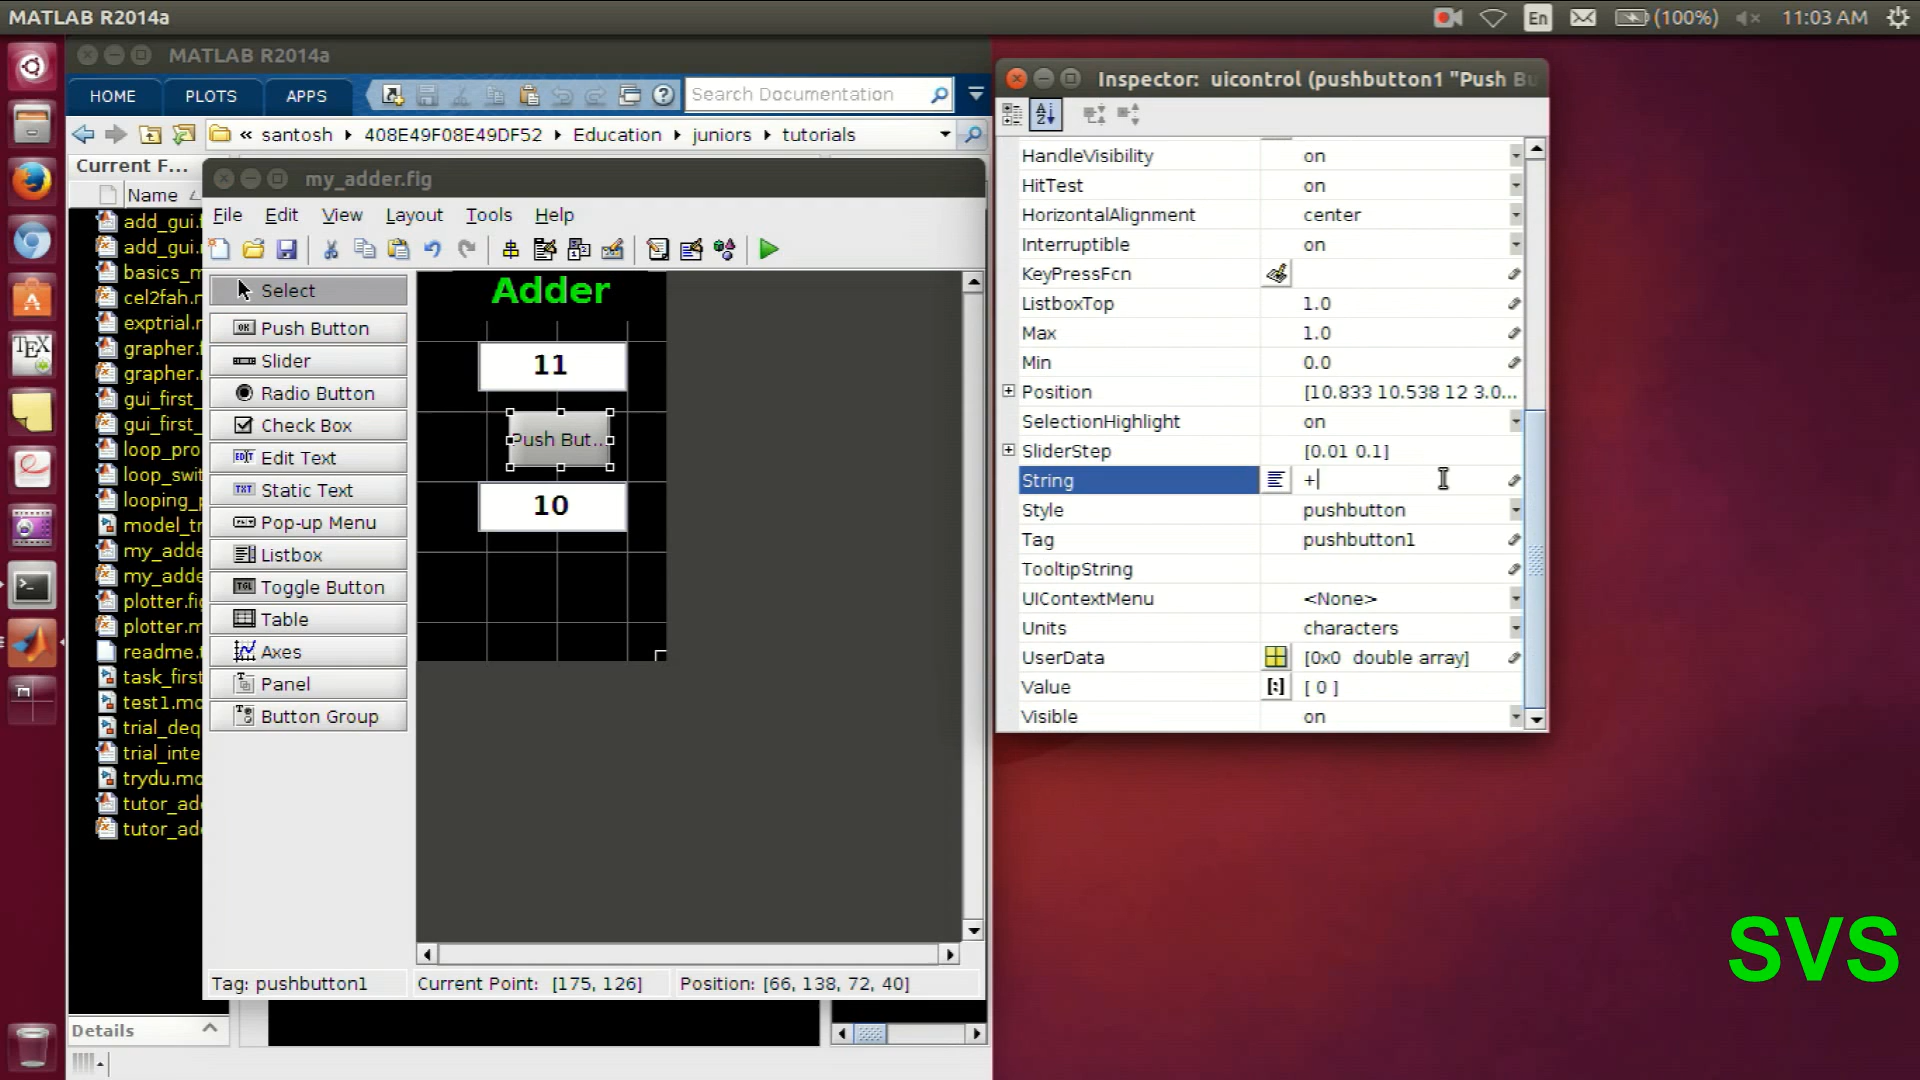 MATLAB R2014a
En
(100%)
11:03 AM
MATLAB R2014a
HOME
PLOTS
APPS
Search Documentation
« santosh
408E49F08E49DF52
Education
juniors
tutorials
Current F...
Name
add_gui.
add_gui.
basics_m
cel2fah.
exptrial.
grapher.
grapher.
gui_first_
gui_first_
loop_pro
loop_swit
looping_
model_tr
my_adde
my_adde
plotter.fig
plotter.m
readme.
task_first
test1.mo
trial_deq
trial_inte
trydu.mo
tutor_add
tutor_add
Details
my_adder.fig
File
Edit
View
Layout
Tools
Help
Select
Push Button
Slider
Radio Button
Check Box
Edit Text
Static Text
Pop-up Menu
Listbox
Toggle Button
Table
Axes
Panel
Button Group
Adder
11
Push But...
10
Tag: pushbutton1
Current Point: [175, 126]
Position: [66, 138, 72, 40]
Inspector: uicontrol (pushbutton1 "Push Bu
HandleVisibility on
HitTest on
HorizontalAlignment center
Interruptible on
KeyPressFcn
ListboxTop 1.0
Max 1.0
Min 0.0
Position [10.833 10.538 12 3.0...
SelectionHighlight on
SliderStep [0.01 0.1]
String +
Style pushbutton
Tag pushbutton1
TooltipString
UIContextMenu <None>
Units characters
UserData [0x0 double array]
Value [ 0 ]
Visible on
SVS